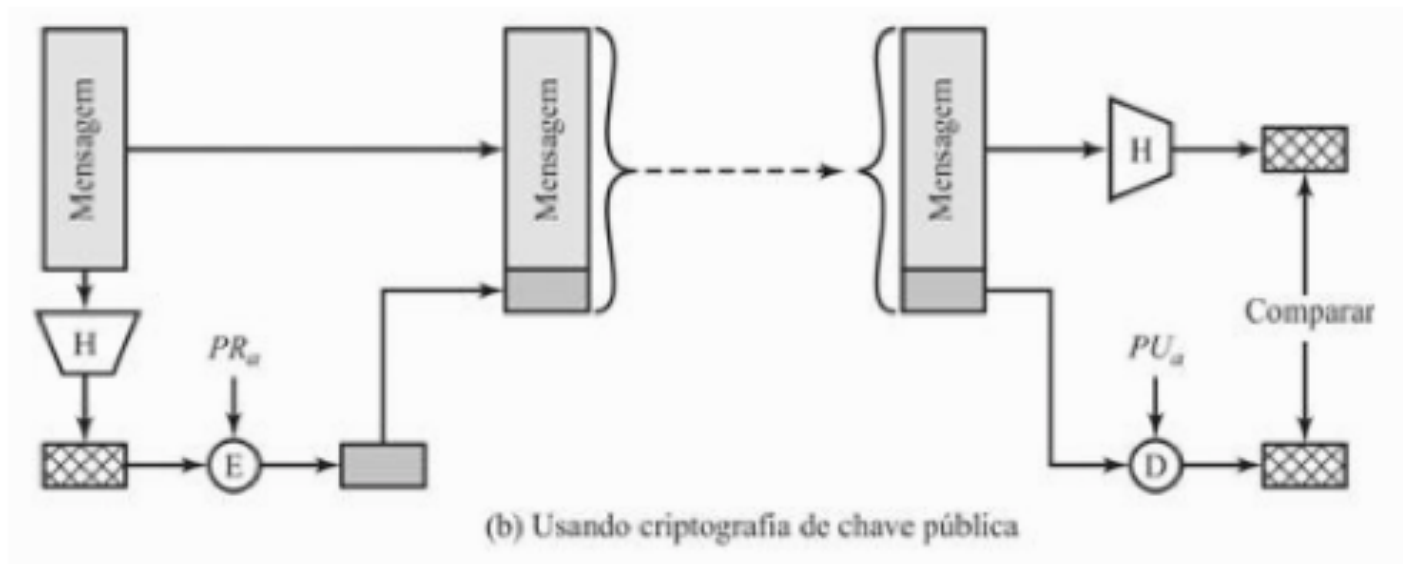 Mensagem
Mensagem
Mensagem
H
H
Comparar
PRa
PUa
E
D
(b) Usando criptografia de chave pública